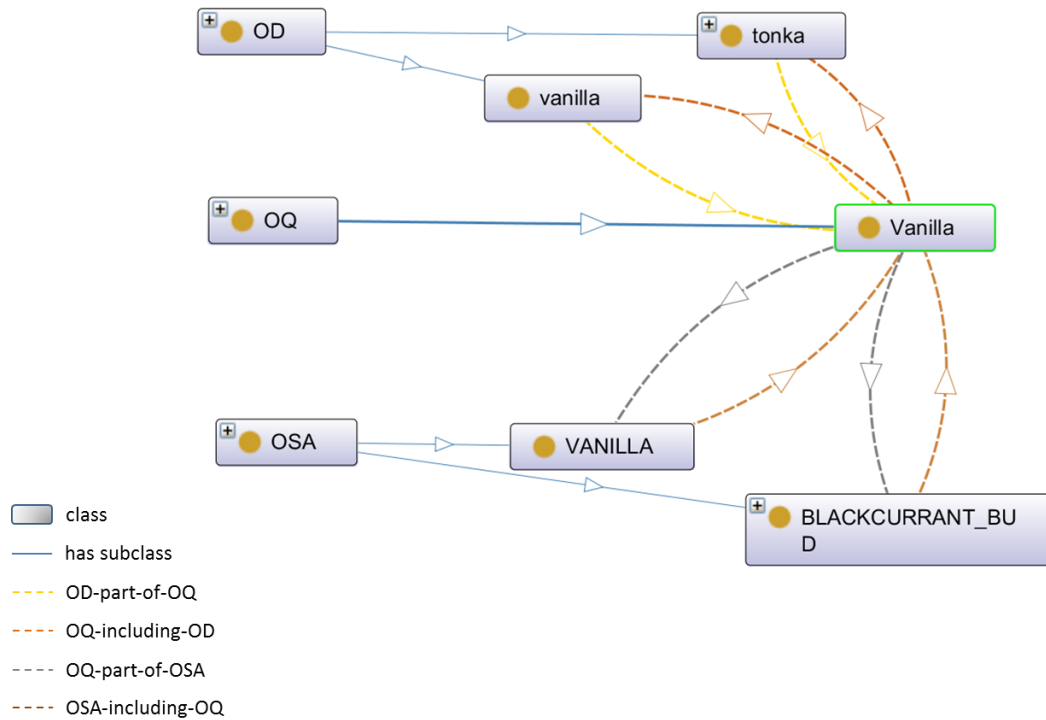 OD
tonka
vanilla
OQ
Vanilla
OSA
VANILLA
BLACKCURRANT_BU
D
class
has subclass
OD-part-of-OQ
OQ-including-OD
OQ-part-of-OSA
OSA-including-OQ